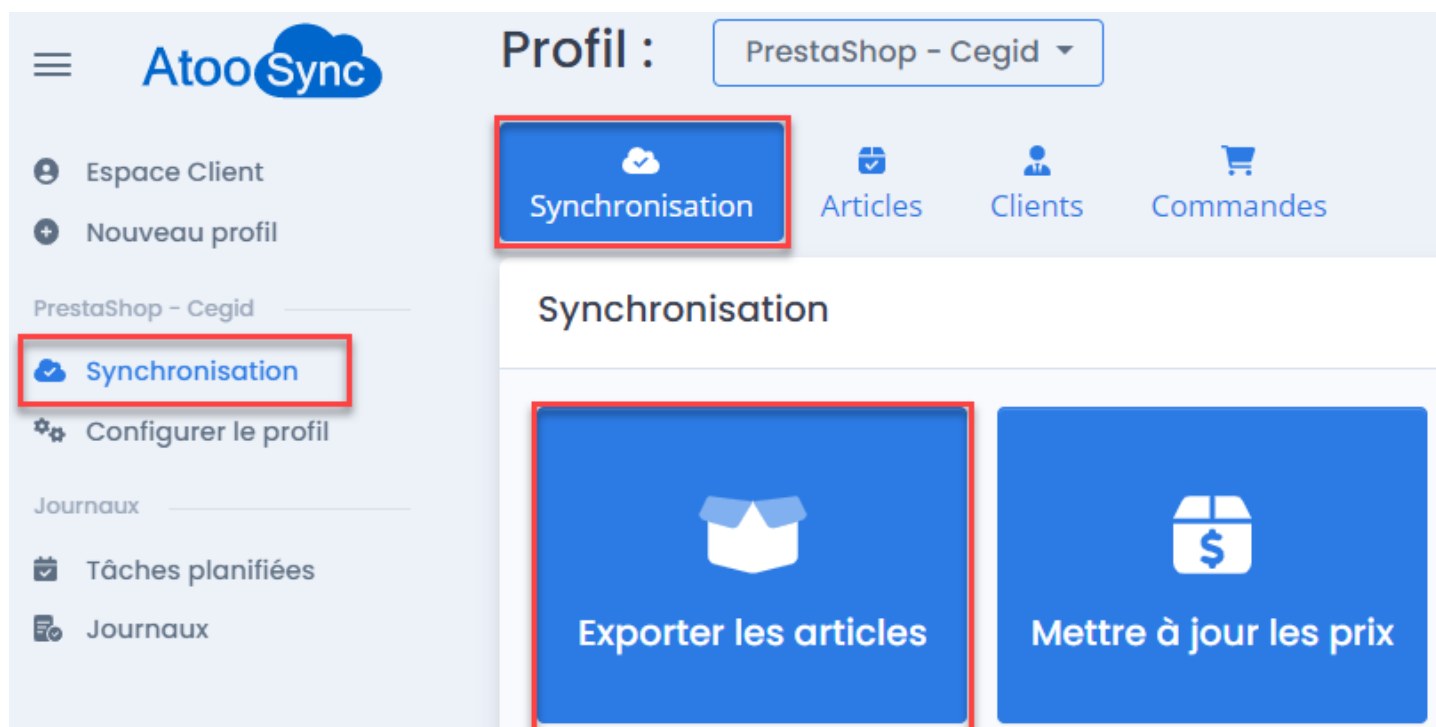 AtooSync
Espace Client
Nouveau profil
PrestaShop - Cegid
Synchronisation
Configurer le profil
Journaux
Tâches planifiées
Journaux
Profil :
PrestaShop - Cegid
Synchronisation
Articles
Clients
Commandes
Synchronisation
Exporter les articles
$
Mettre à jour les prix